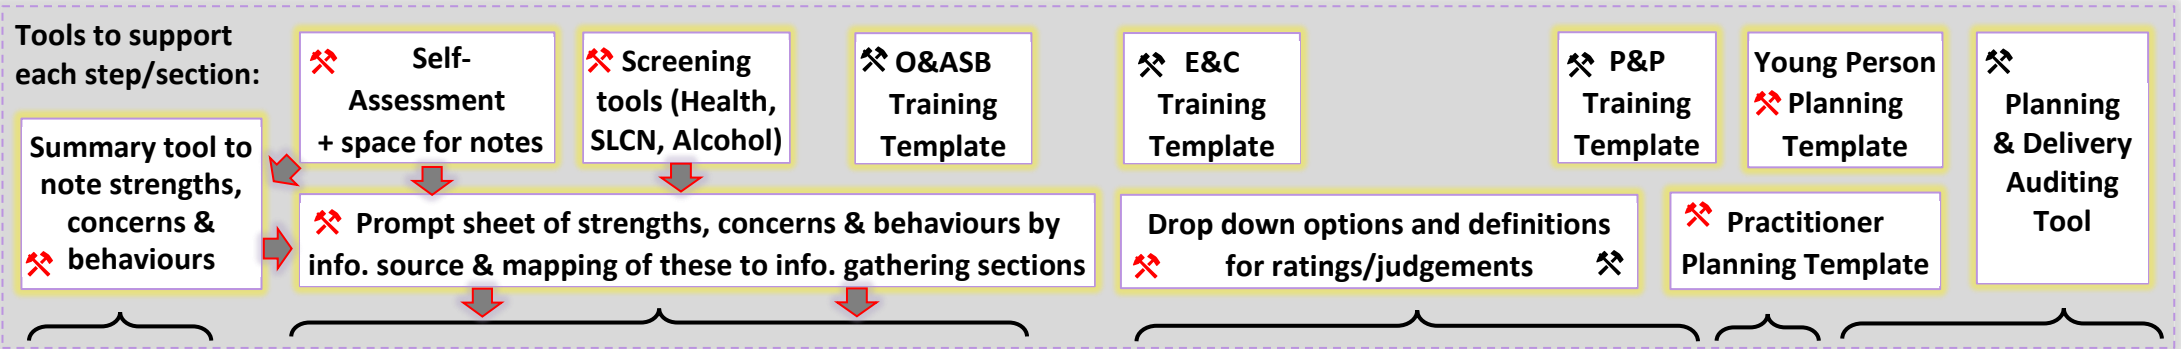 Tools to support
each step/section:
Summary tool to
note strengths,
concerns &
behaviours
Self-
Assessment
+ space for notes
Screening
tools (Health,
SLCN, Alcohol)
O&ASB
Training
Template
E&C
Training
Template
P&P
Training
Template
Young Person
Planning
Template
Planning
& Delivery
Auditing
Tool
Prompt sheet of strengths, concerns & behaviours by
info. source & mapping of these to info. gathering sections
Drop down options and definitions
for ratings/judgements
Practitioner
Planning Template